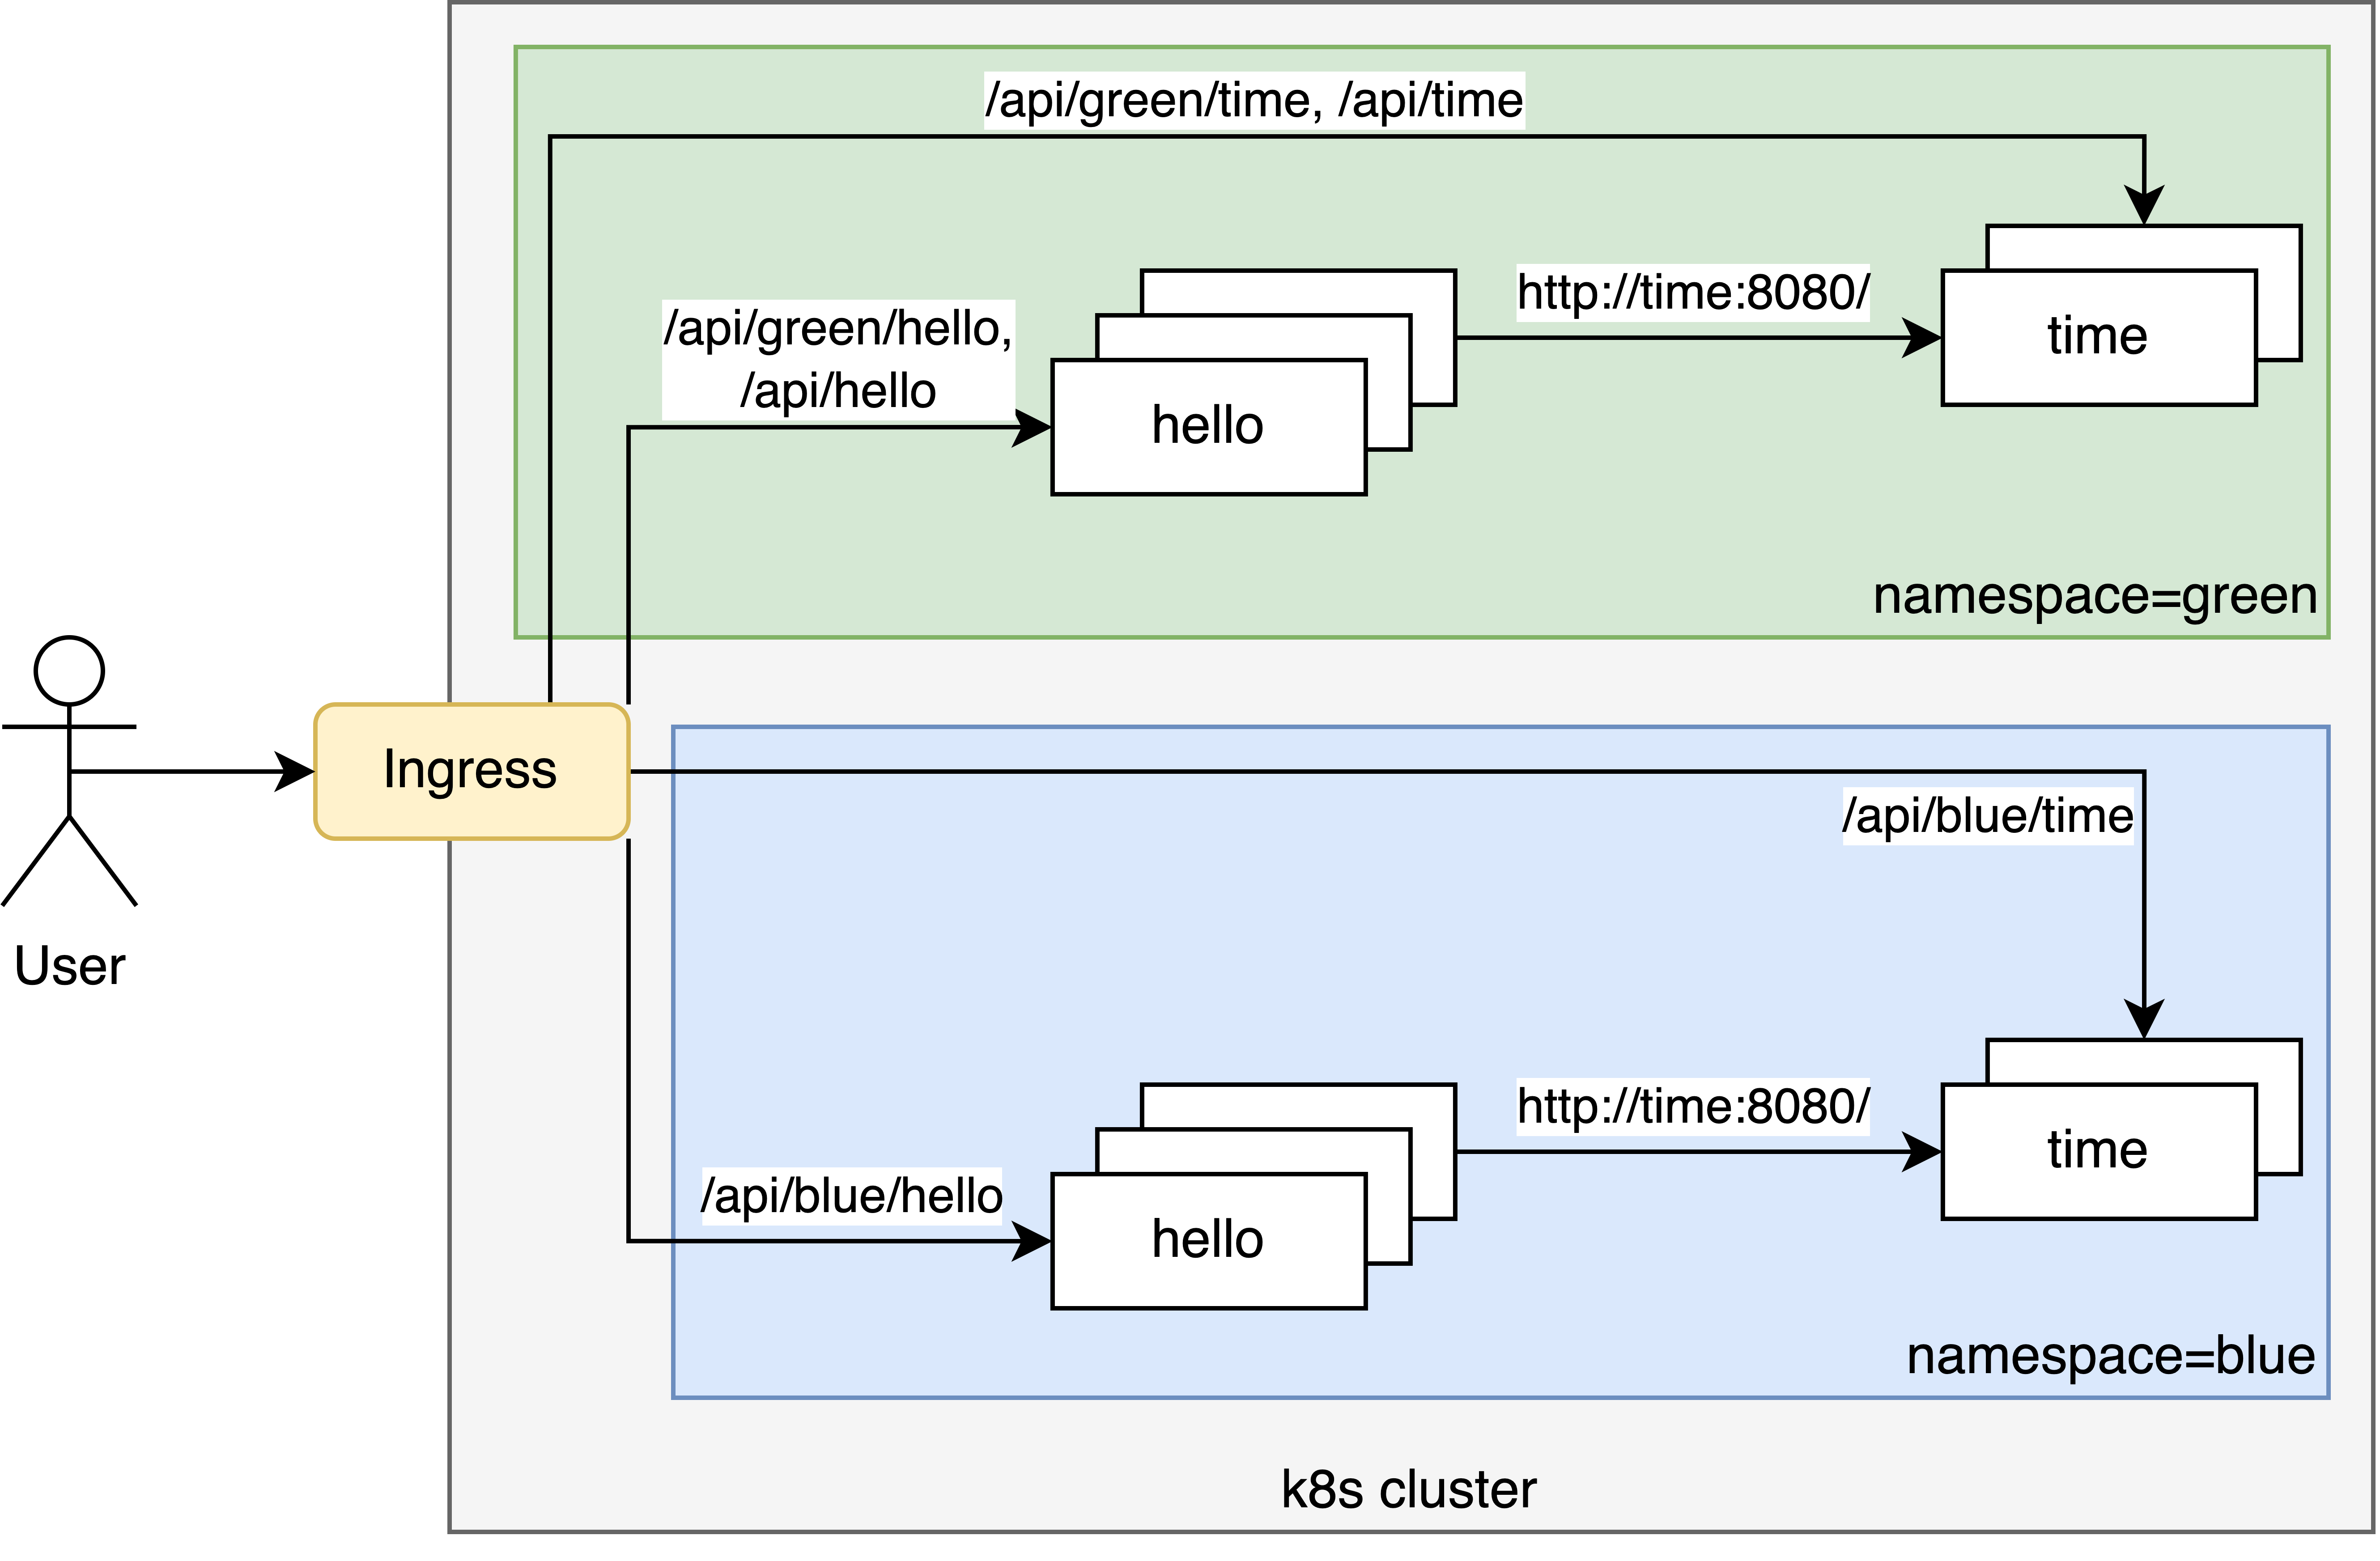 /api/green/time, /api/time
http://time:8080/
/api/green/hello,
/api/hello
time
hello
namespace=green
Ingress
User
/api/blue/time
http://time:8080/
time
/api/blue/hello
hello
namespace=blue
k8s cluster